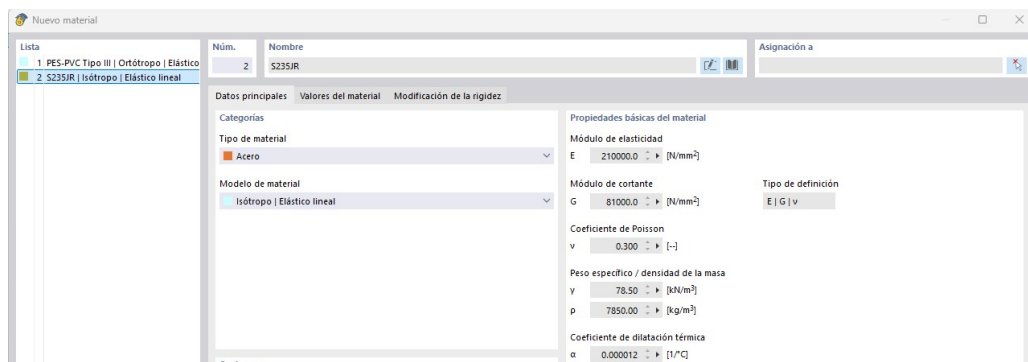 Nuevo material
Lista
1 PES-PVC Tipo III | Ortótropo | Elástico
2 S235JR | Isótropo | Elástico lineal
Núm.
2
Nombre
S235JR
Asignación a
Datos principales Valores del material Modificación de la rigidez
Categorías
Tipo de material
Acero
Modelo de material
Isótropo | Elástico lineal
Propiedades básicas del material
Módulo de elasticidad
E 210000.0 [N/mm²]
Módulo de cortante
G 81000.0 [N/mm²]
Tipo de definición
E | G | ν
Coeficiente de Poisson
ν 0.300 [--]
Peso específico / densidad de la masa
γ 78.50 [kN/m³]
ρ 7850.00 [kg/m³]
Coeficiente de dilatación térmica
α 0.000012 [1/°C]